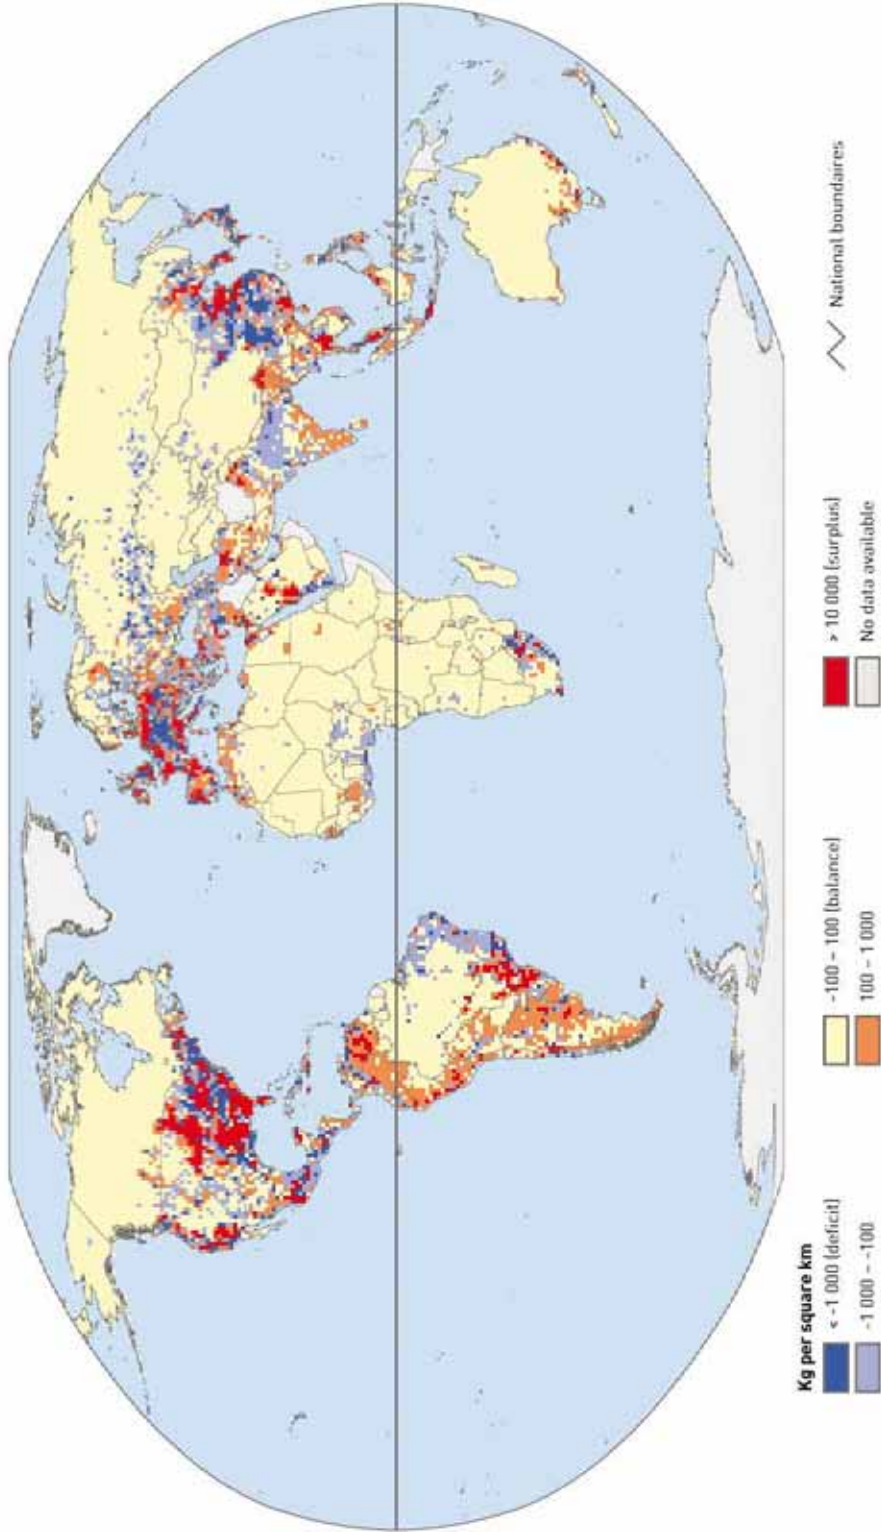 Kg per square km
< -1 000 (deficit)
-1 000 – -100
-100 – 100 (balance)
100 – 1 000
> 10 000 (surplus)
No data available
National boundaires